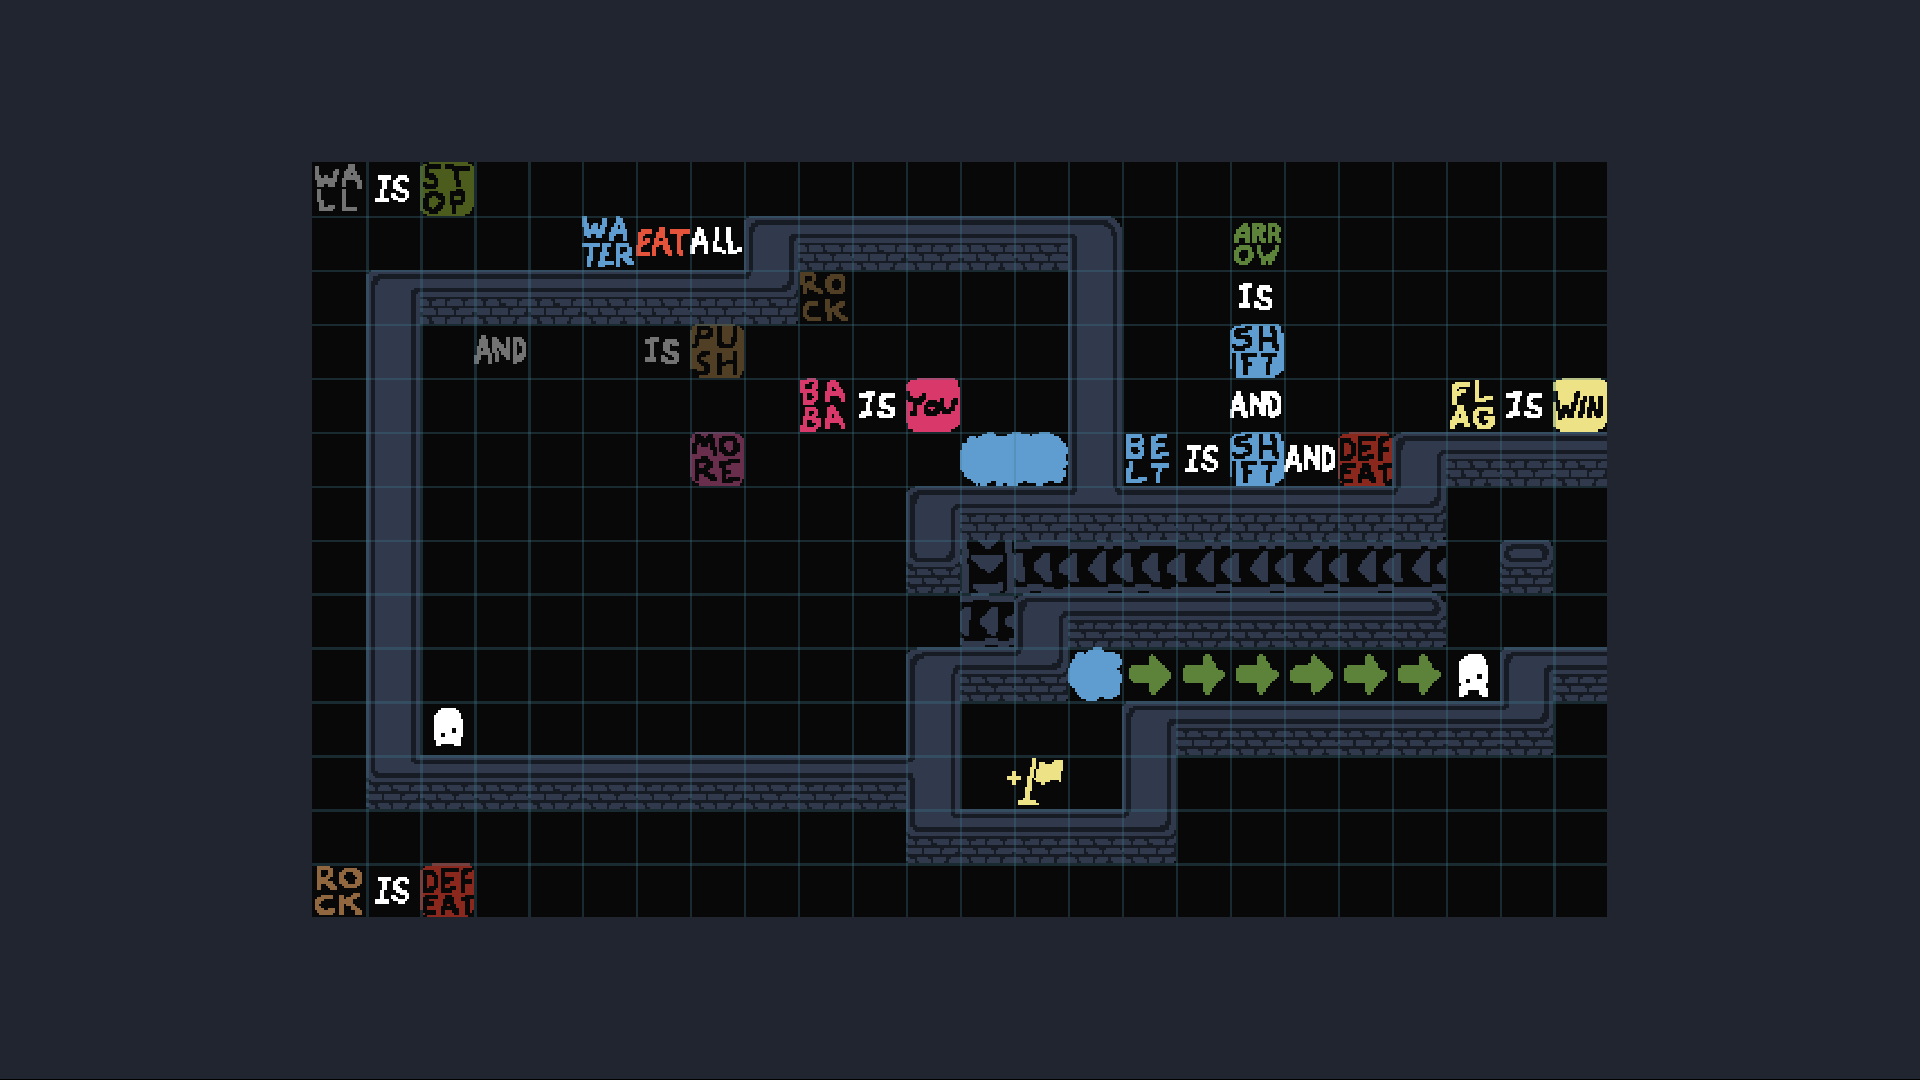 WALL IS STOP
WATER EAT ALL
ARROW
ROCK
IS
AND IS PUSH
SHIFT
BABA IS YOU
AND
FLAG IS WIN
MORE
BELT IS SHIFT AND DEFEAT
ROCK IS DEFEAT